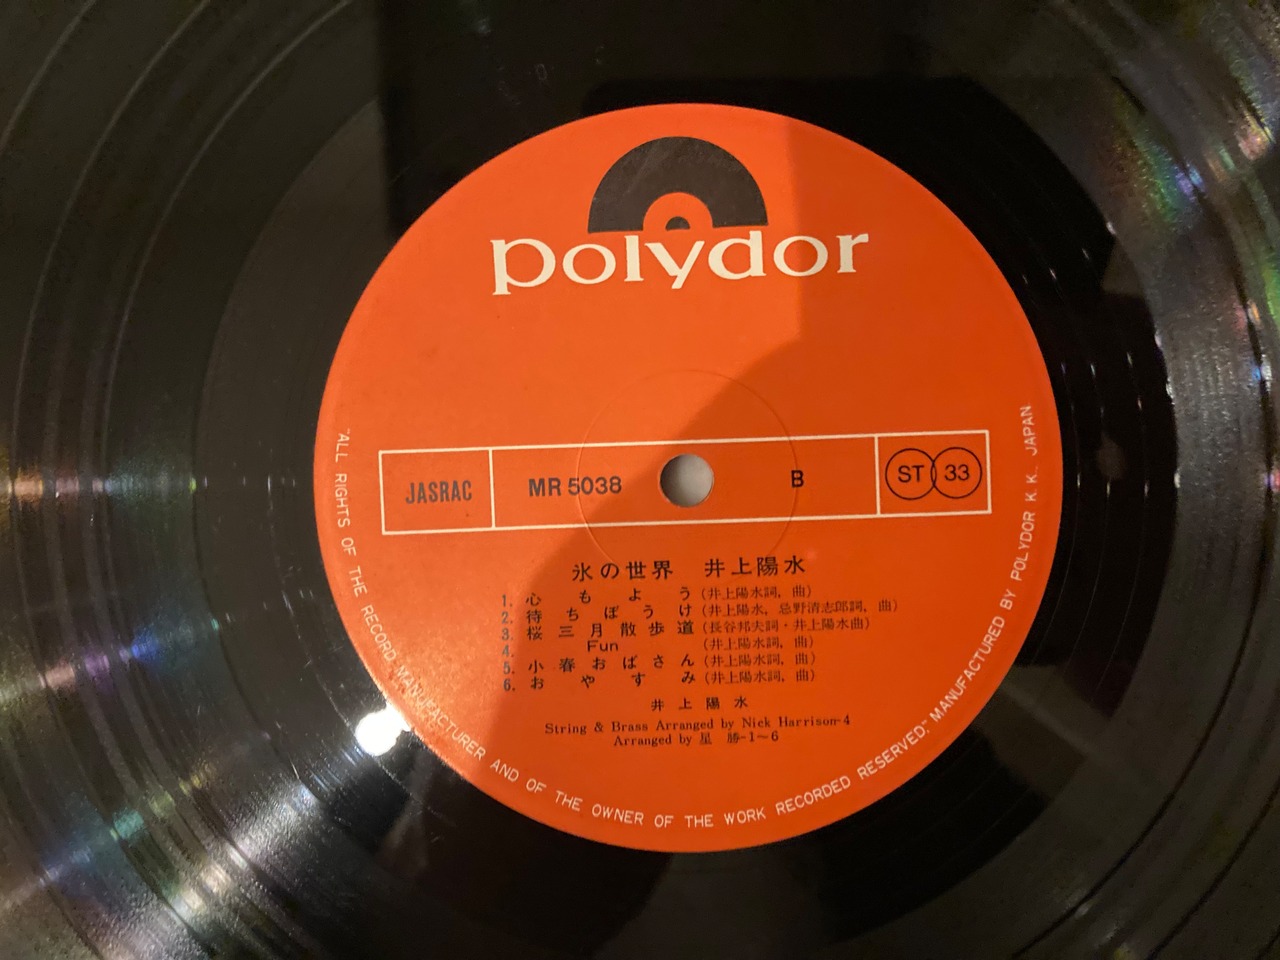 polydor
JASRAC MR 5038 B ST 33
氷の世界 井上陽水
1. 心もよう (井上陽水詞、曲)
2. 待ちぼうけ (井上陽水、忌野清志郎詞、曲)
3. 桜三月散歩道 (長谷邦夫詞・井上陽水曲)
4. Fun (井上陽水詞、曲)
5. 小春おばさん (井上陽水詞、曲)
6. おやすみ (井上陽水詞、曲)
井上陽水
String & Brass Arranged by Nick Harrison-4
Arranged by 星 勝-1〜6
"ALL RIGHTS OF THE RECORD MANUFACTURER AND OF THE OWNER OF THE WORK RECORDED RESERVED." MANUFACTURED BY POLYDOR K.K., JAPAN